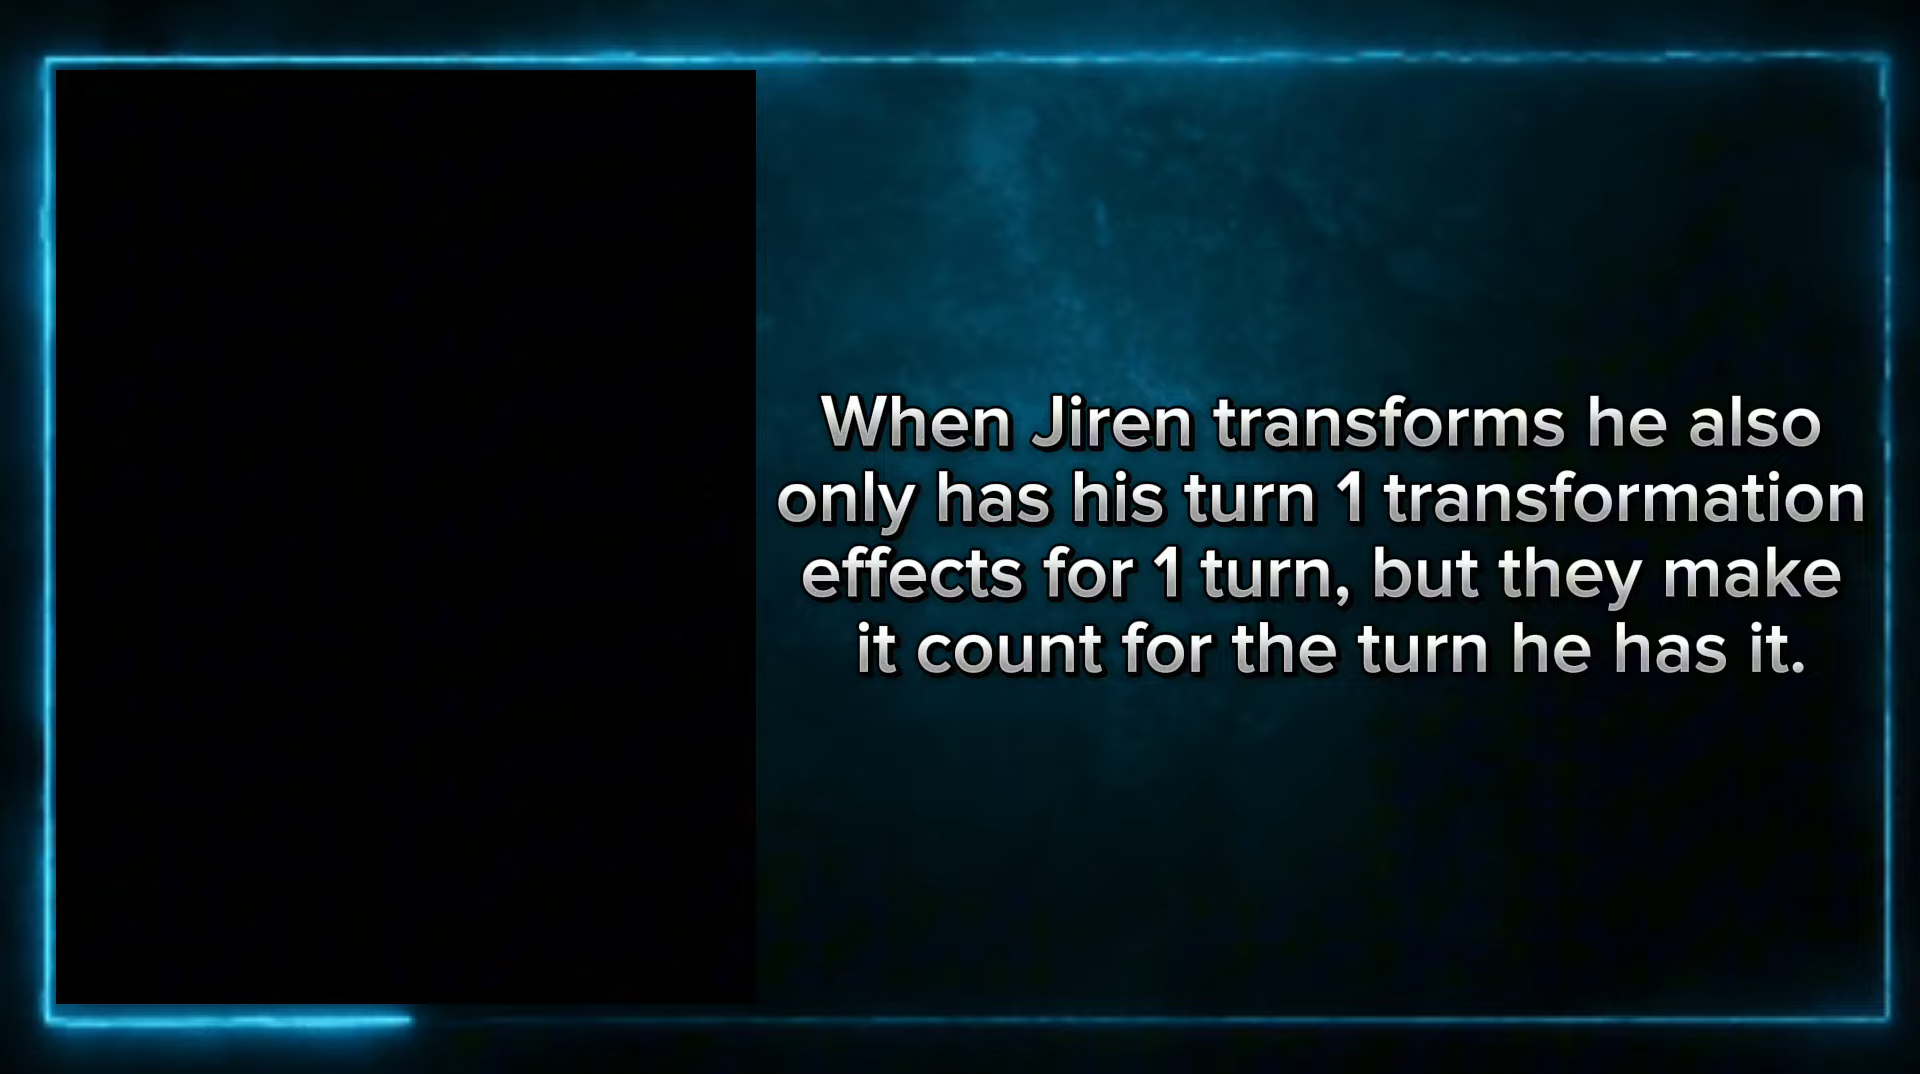 When Jiren transforms he also
only has his turn 1 transformation
effects for 1 turn, but they make
it count for the turn he has it.